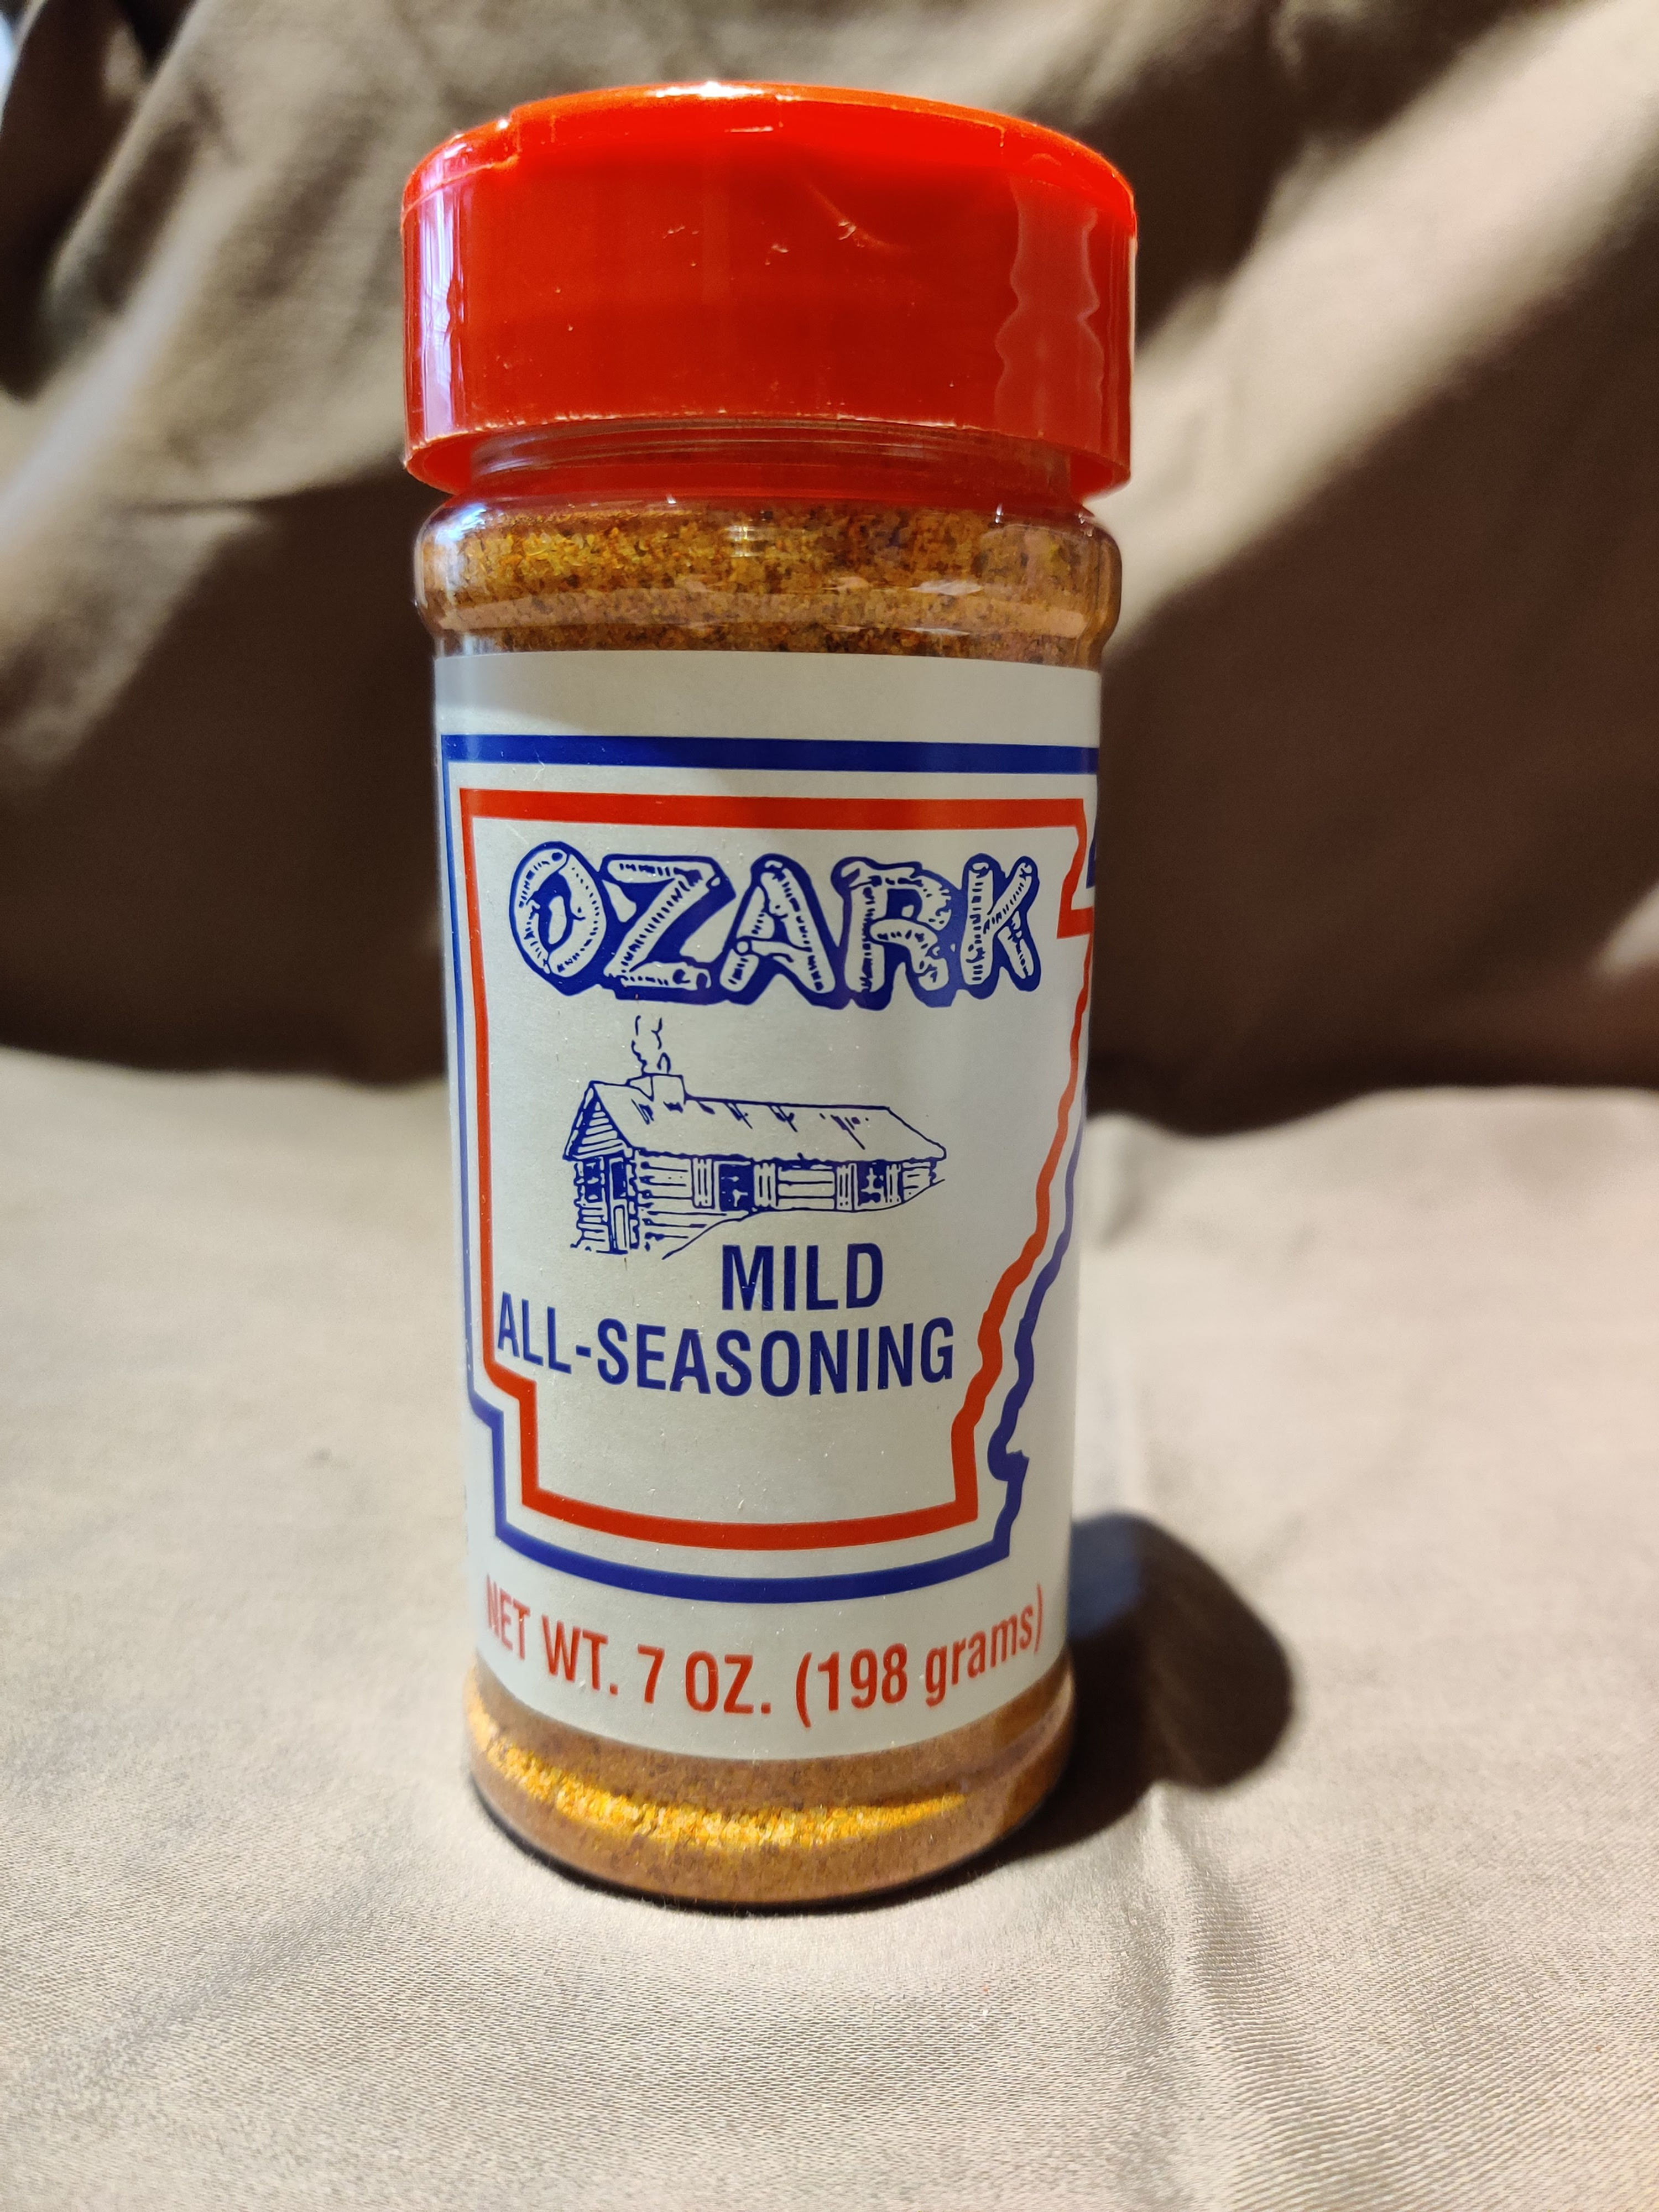 OZARK
MILD
ALL-SEASONING
NET WT. 7 OZ. (198 grams)